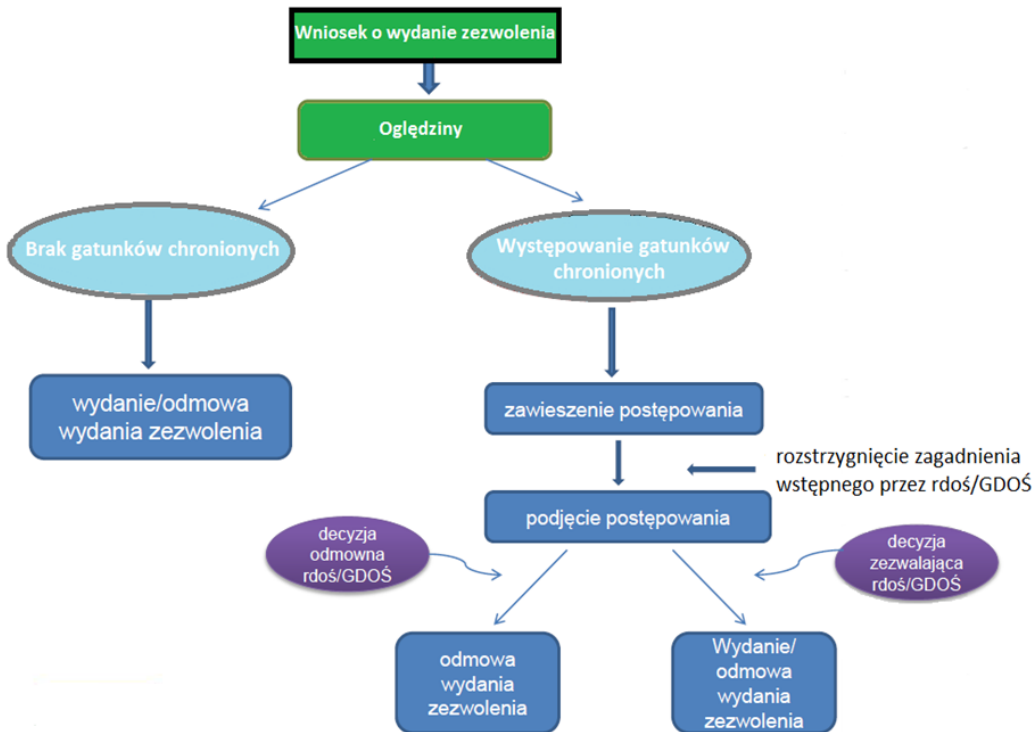 Wniosek o wydanie zezwolenia
Oględziny
Brak gatunków chronionych
Występowanie gatunków
chronionych
wydanie/odmowa
wydania zezwolenia
zawieszenie postępowania
rozstrzygnięcie zagadnienia
wstępnego przez rdoś/GDOŚ
podjęcie postępowania
decyzja
odmowna
rdoś/GDOŚ
decyzja
zezwalająca
rdoś/GDOŚ
odmowa
wydania
zezwolenia
Wydanie/
odmowa
wydania
zezwolenia